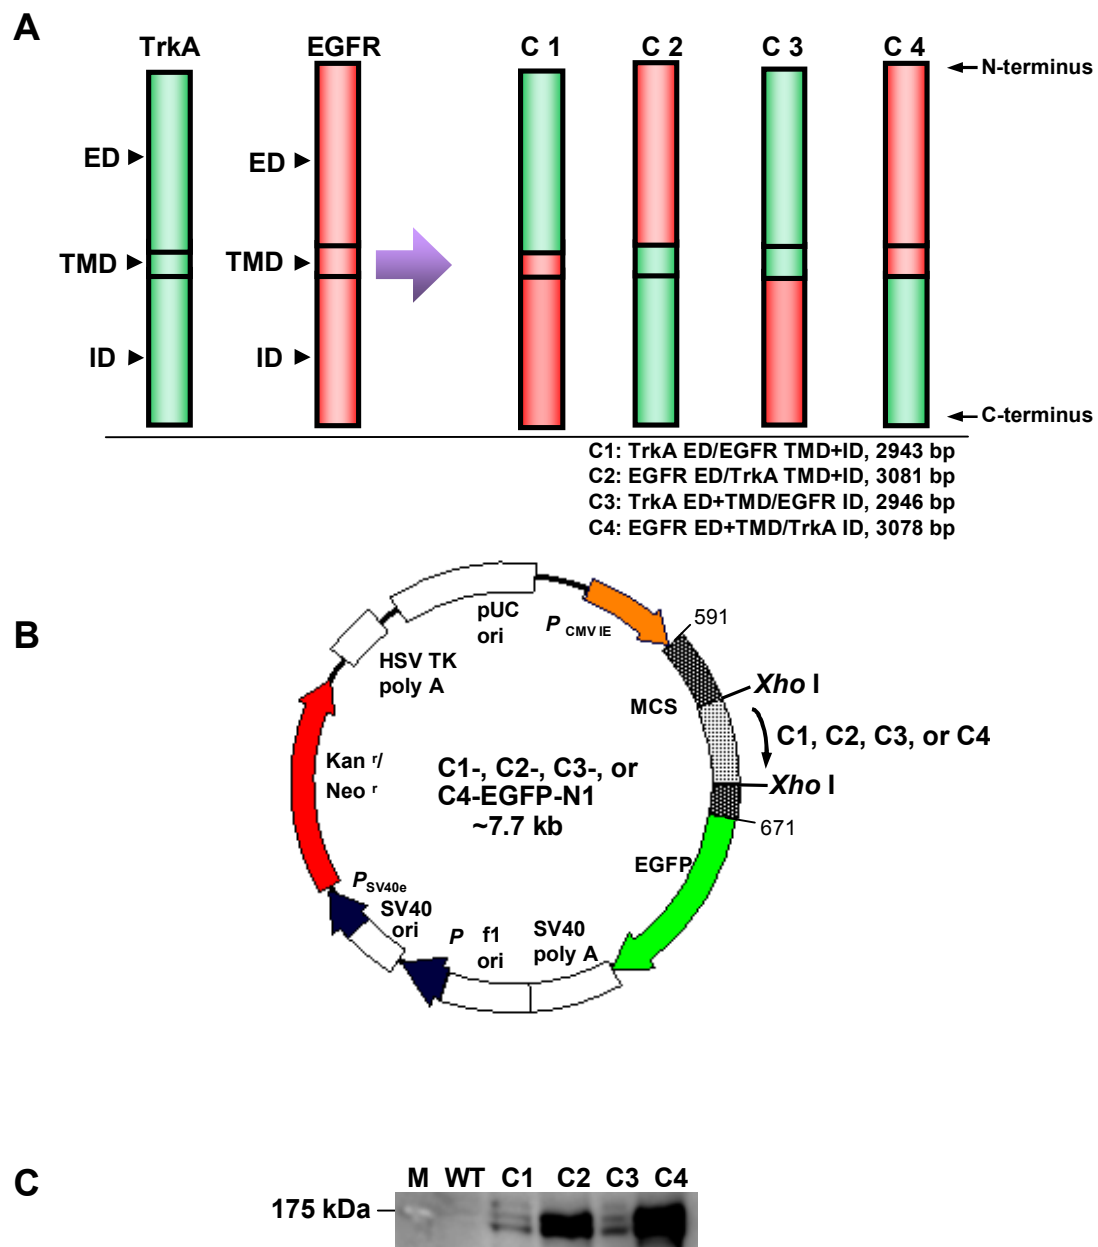 A
TrkA
EGFR
C 1
C 2
C 3
C 4
N-terminus
ED
ED
TMD
TMD
ID
ID
C-terminus
C1: TrkA ED/EGFR TMD+ID, 2943 bp
C2: EGFR ED/TrkA TMD+ID, 3081 bp
C3: TrkA ED+TMD/EGFR ID, 2946 bp
C4: EGFR ED+TMD/TrkA ID, 3078 bp
B
pUC
ori
P CMV IE
591
HSV TK
poly A
MCS
Xho I
C1, C2, C3, or C4
Kan r/
Neo r
C1-, C2-, C3-, or
C4-EGFP-N1
~7.7 kb
Xho I
671
EGFP
P SV40e
SV40
ori
P
f1
ori
SV40
poly A
C
M WT C1 C2 C3 C4
175 kDa